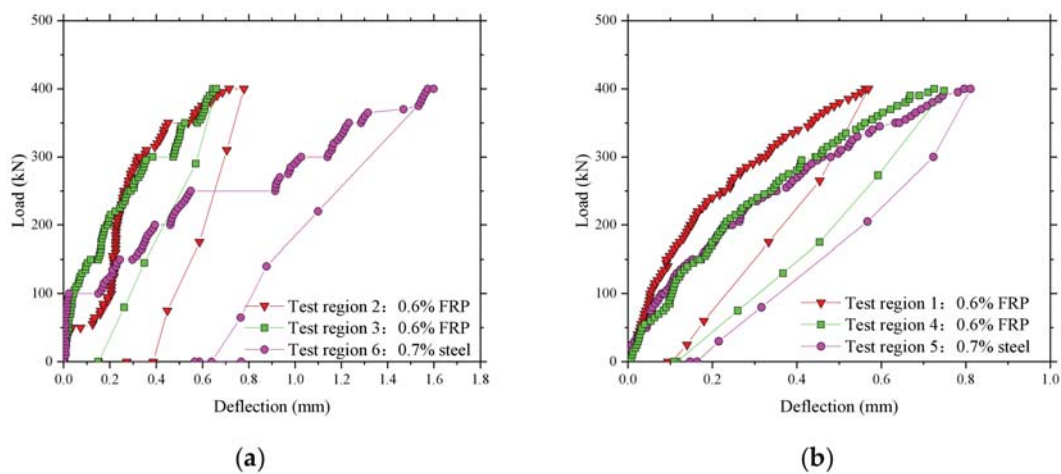 500
400
300
200
100
0
Load (kN)
Test region 2：0.6% FRP
Test region 3：0.6% FRP
Test region 6：0.7% steel
0.0 0.2 0.4 0.6 0.8 1.0 1.2 1.4 1.6 1.8
Deflection (mm)
(a)
500
400
300
200
100
0
Load (kN)
Test region 1：0.6% FRP
Test region 4：0.6% FRP
Test region 5：0.7% steel
0.0 0.2 0.4 0.6 0.8 1.0
Deflection (mm)
(b)